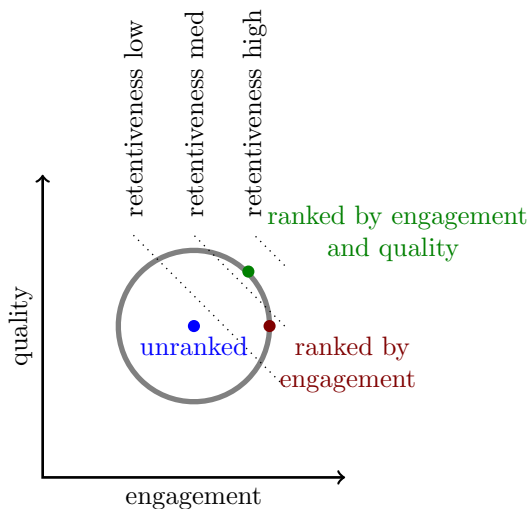 retentiveness low
retentiveness med
retentiveness high
ranked by engagement
and quality
quality
unranked
ranked by
engagement
engagement